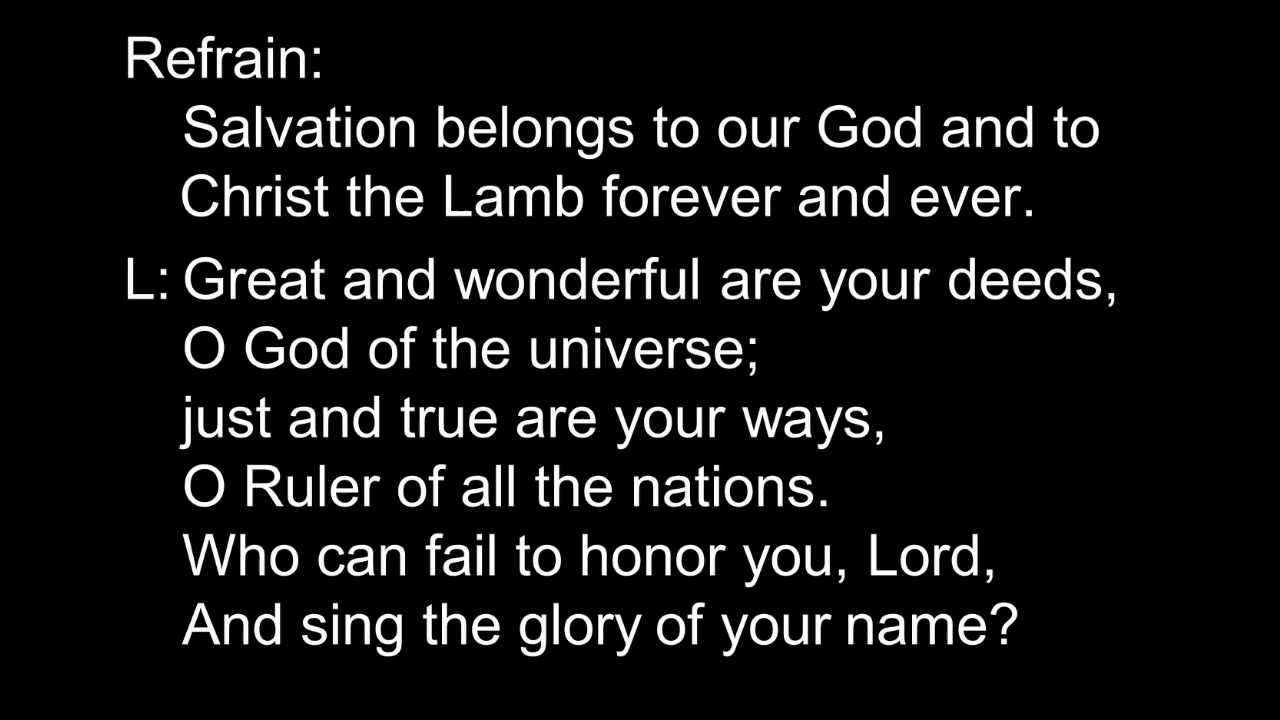 Refrain:
Salvation belongs to our God and to
Christ the Lamb forever and ever.
L: Great and wonderful are your deeds,
O God of the universe;
just and true are your ways,
O Ruler of all the nations.
Who can fail to honor you, Lord,
And sing the glory of your name?